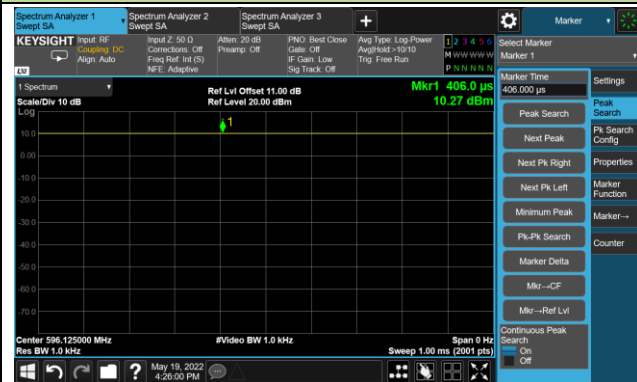 Spectrum Analyzer 1
Swept SA
Spectrum Analyzer 2
Swept SA
Spectrum Analyzer 3
Swept SA
+
Marker
KEYSIGHT
Input: RF
Coupling: DC
Align: Auto
Input Z: 50 Ω
Corrections: Off
Freq Ref: Int (S)
NFE: Adaptive
Atten: 20 dB
Preamp: Off
PNO: Best Close
Gate: Off
IF Gain: Low
Sig Track: Off
Avg Type: Log-Power
Avg|Hold:>10/10
Trig: Free Run
1 2 3 4 5 6
M W W W W W
P N N N N N
LXI
Select Marker
Marker 1
1 Spectrum
Scale/Div 10 dB
Log
Ref Lvl Offset 11.00 dB
Ref Level 20.00 dBm
Mkr1 406.0 µs
10.27 dBm
1
10.0
0.00
-10.0
-20.0
-30.0
-40.0
-50.0
-60.0
-70.0
Center 596.125000 MHz
Res BW 1.0 kHz
#Video BW 1.0 kHz
Span 0 Hz
Sweep 1.00 ms (2001 pts)
Marker Time
406.000 µs
Peak Search
Next Peak
Next Pk Right
Next Pk Left
Minimum Peak
Pk-Pk Search
Marker Delta
Mkr→CF
Mkr→Ref Lvl
Continuous Peak
Search
On
Off
Settings
Peak
Search
Pk Search
Config
Properties
Marker
Function
Marker→
Counter
?
May 19, 2022
4:26:00 PM